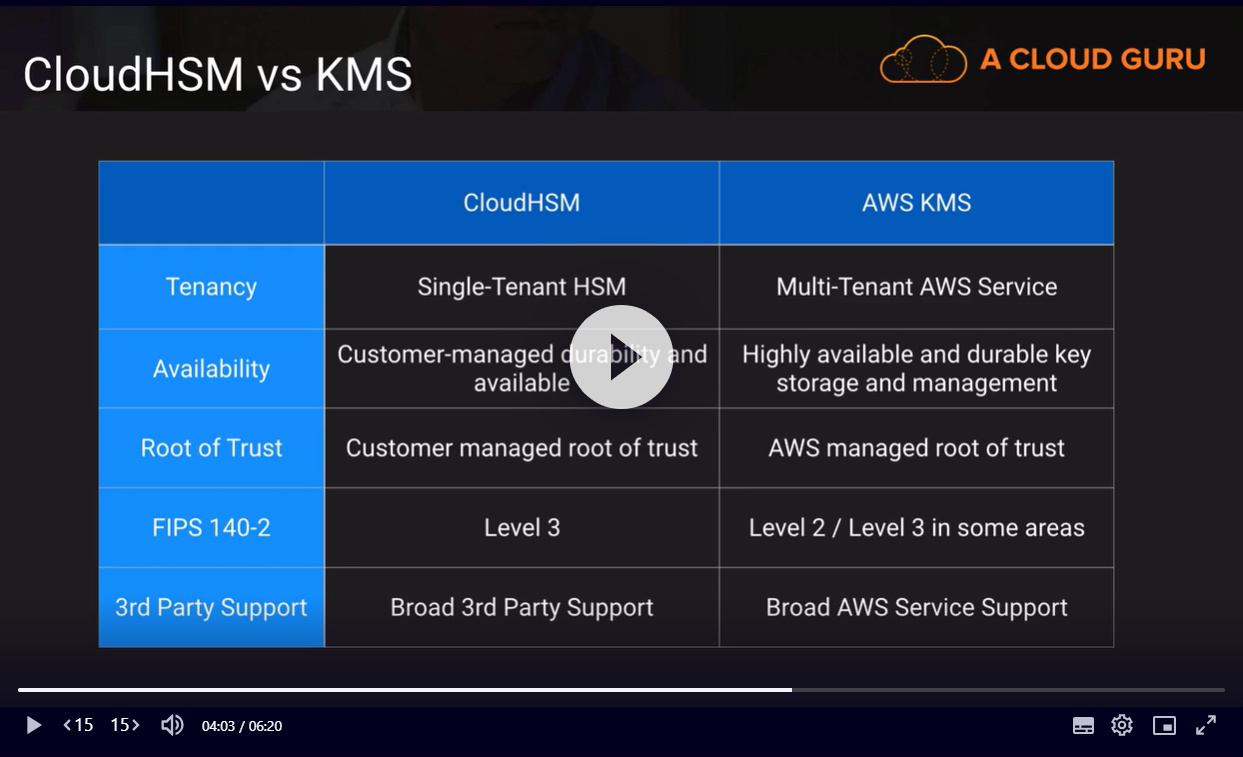 CloudHSM vs KMS
A CLOUD GURU
CloudHSM
AWS KMS
Tenancy
Single-Tenant HSM
Multi-Tenant AWS Service
Availability
Customer-managed durability and
available
Highly available and durable key
storage and management
Root of Trust
Customer managed root of trust
AWS managed root of trust
FIPS 140-2
Level 3
Level 2 / Level 3 in some areas
3rd Party Support
Broad 3rd Party Support
Broad AWS Service Support
<15
15>
04:03 / 06:20